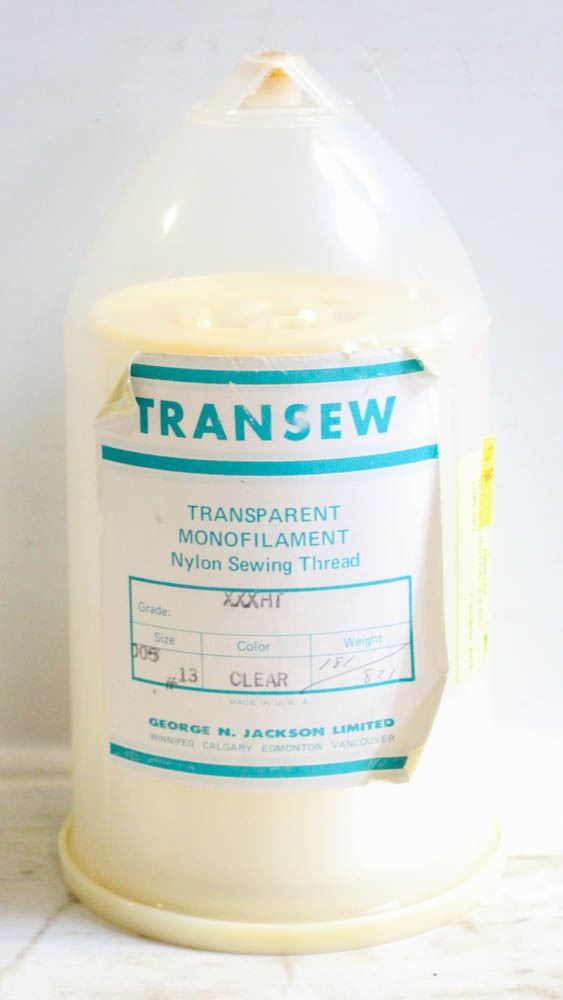 TRANSEW
TRANSPARENT
MONOFILAMENT
Nylon Sewing Thread
Grade: XXXHT
Size Color Weight
005 #13 CLEAR 181 821
MADE IN U.S.A.
GEORGE N. JACKSON LIMITED
WINNIPEG CALGARY EDMONTON VANCOUVER